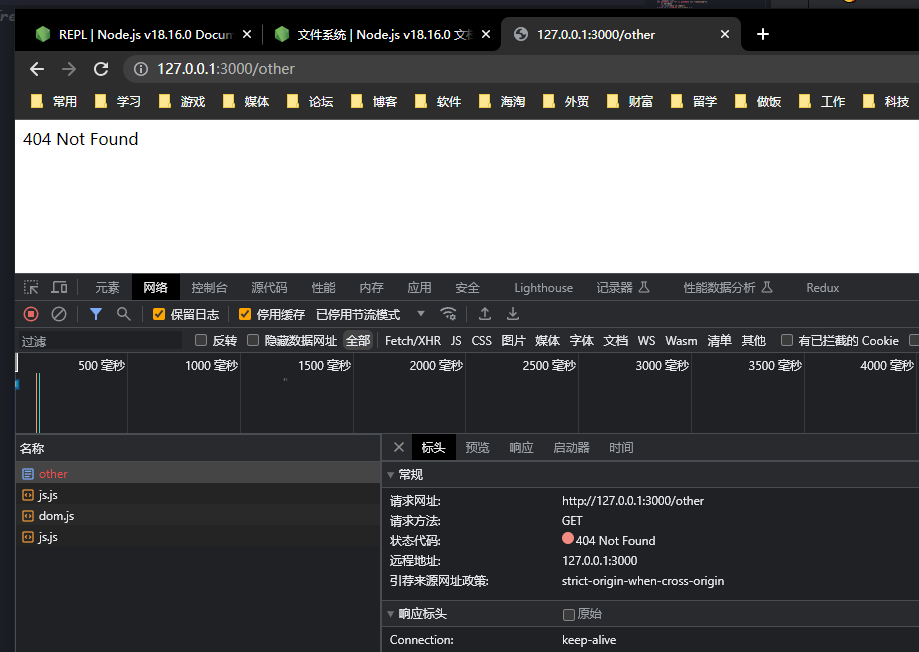 REPL | Node.js v18.16.0 Docum
文件系统 | Node.js v18.16.0 文
127.0.0.1:3000/other
127.0.0.1:3000/other
常用 学习 游戏 媒体 论坛 博客 软件 海淘 外贸 财富 留学 做饭 工作 科技
404 Not Found
元素 网络 控制台 源代码 性能 内存 应用 安全 Lighthouse 记录器 性能数据分析 Redux
保留日志 停用缓存 已停用节流模式
过滤 反转 隐藏数据网址 全部 Fetch/XHR JS CSS 图片 媒体 字体 文档 WS Wasm 清单 其他 有已拦截的 Cookie
500 毫秒 1000 毫秒 1500 毫秒 2000 毫秒 2500 毫秒 3000 毫秒 3500 毫秒 4000 毫秒
名称
other
js.js
dom.js
js.js
标头 预览 响应 启动器 时间
常规
请求网址: http://127.0.0.1:3000/other
请求方法: GET
状态代码: 404 Not Found
远程地址: 127.0.0.1:3000
引荐来源网址政策: strict-origin-when-cross-origin
响应标头 原始
Connection: keep-alive